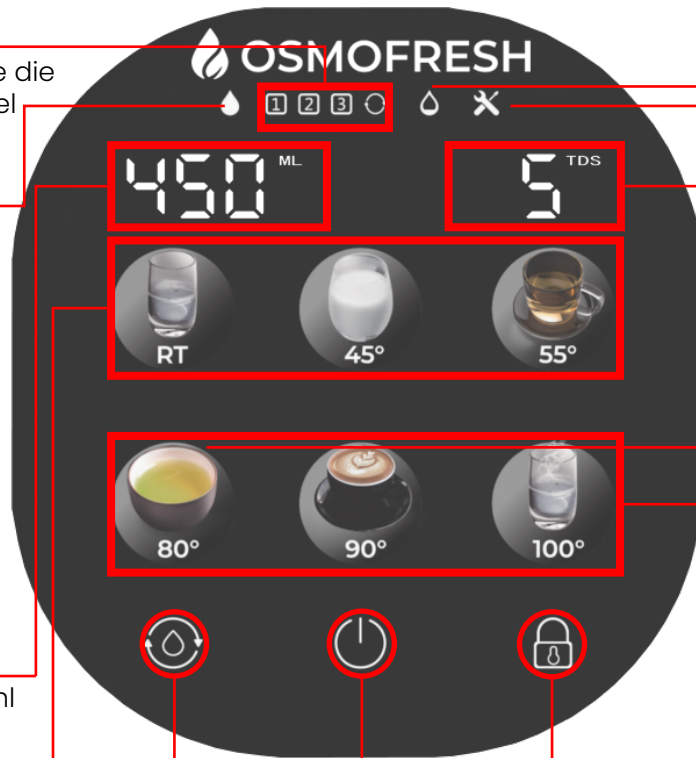 OSMOFRESH
e die
el
1 2 3
450 ML 5 TDS
RT 45° 55°
80° 90° 100°
hl